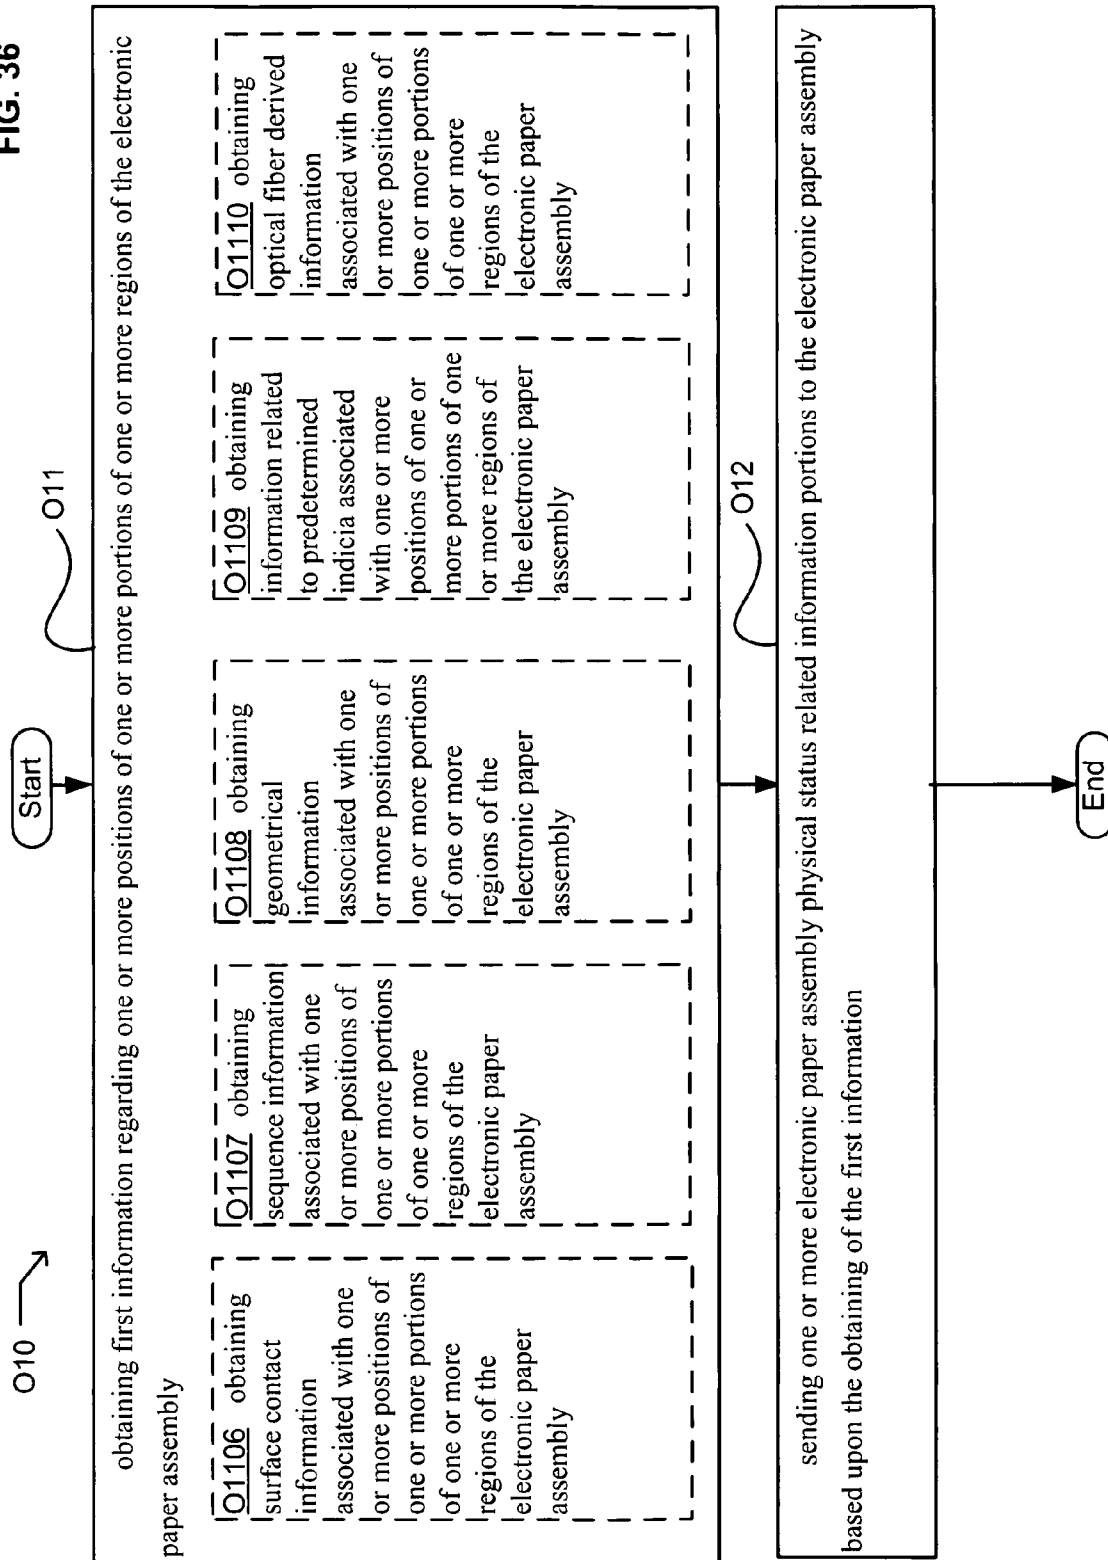 FIG. 36
O10
Start
O11
obtaining first information regarding one or more positions of one or more portions of one or more regions of the electronic
paper assembly
O1106 obtaining
surface contact
information
associated with one
or more positions of
one or more portions
of one or more
regions of the
electronic paper
assembly
O1107 obtaining
sequence information
associated with one
or more positions of
one or more portions
of one or more
regions of the
electronic paper
assembly
O1108 obtaining
geometrical
information
associated with one
or more positions of
one or more portions
of one or more
regions of the
electronic paper
assembly
O1109 obtaining
information related
to predetermined
indicia associated
with one or more
positions of one or
more portions of one
or more regions of
the electronic paper
assembly
O1110 obtaining
optical fiber derived
information
associated with one
or more positions of
one or more portions
of one or more
regions of the
electronic paper
assembly
O12
sending one or more electronic paper assembly physical status related information portions to the electronic paper assembly
based upon the obtaining of the first information
End